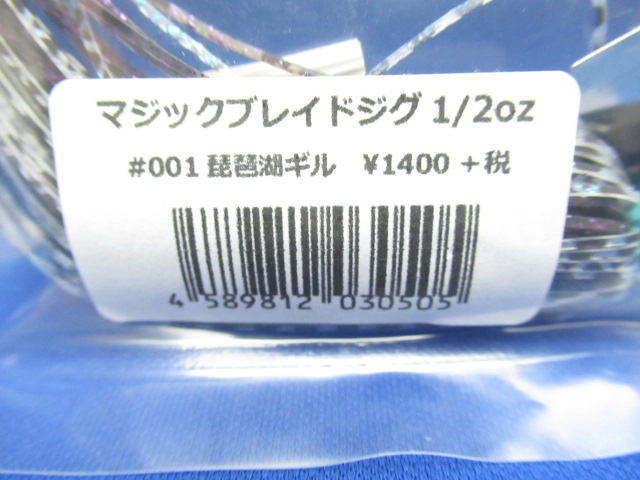 マジックブレイドジグ 1/2oz
#001 琵琶湖ギル ¥1400 +税
4 589812 030505